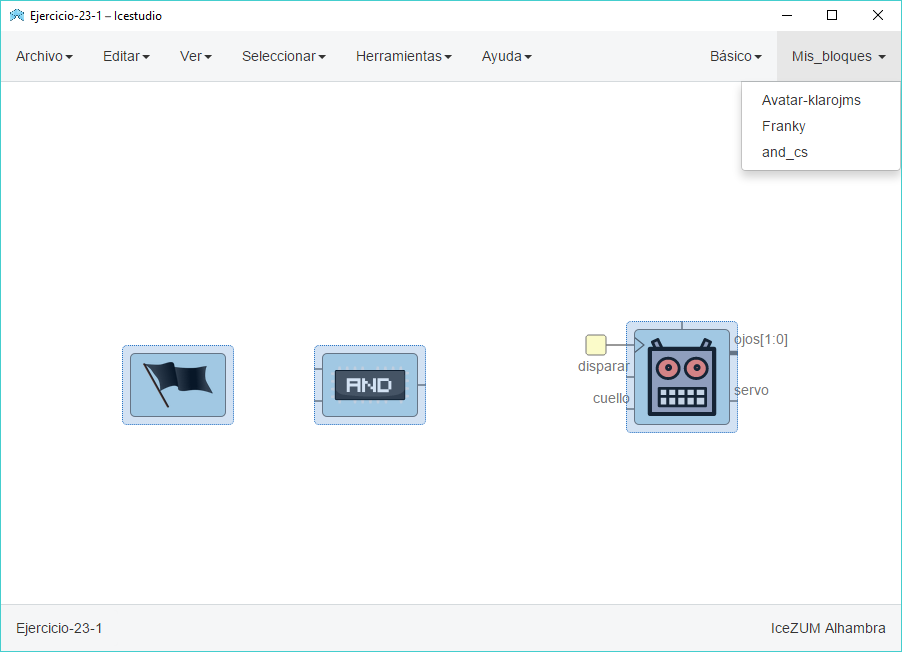 Ejercicio-23-1 – Icestudio
Archivo Editar Ver Seleccionar Herramientas Ayuda Básico Mis_bloques
Avatar-klarojms
Franky
and_cs
AND
ojos[1:0]
disparar
cuello
servo
Ejercicio-23-1 IceZUM Alhambra